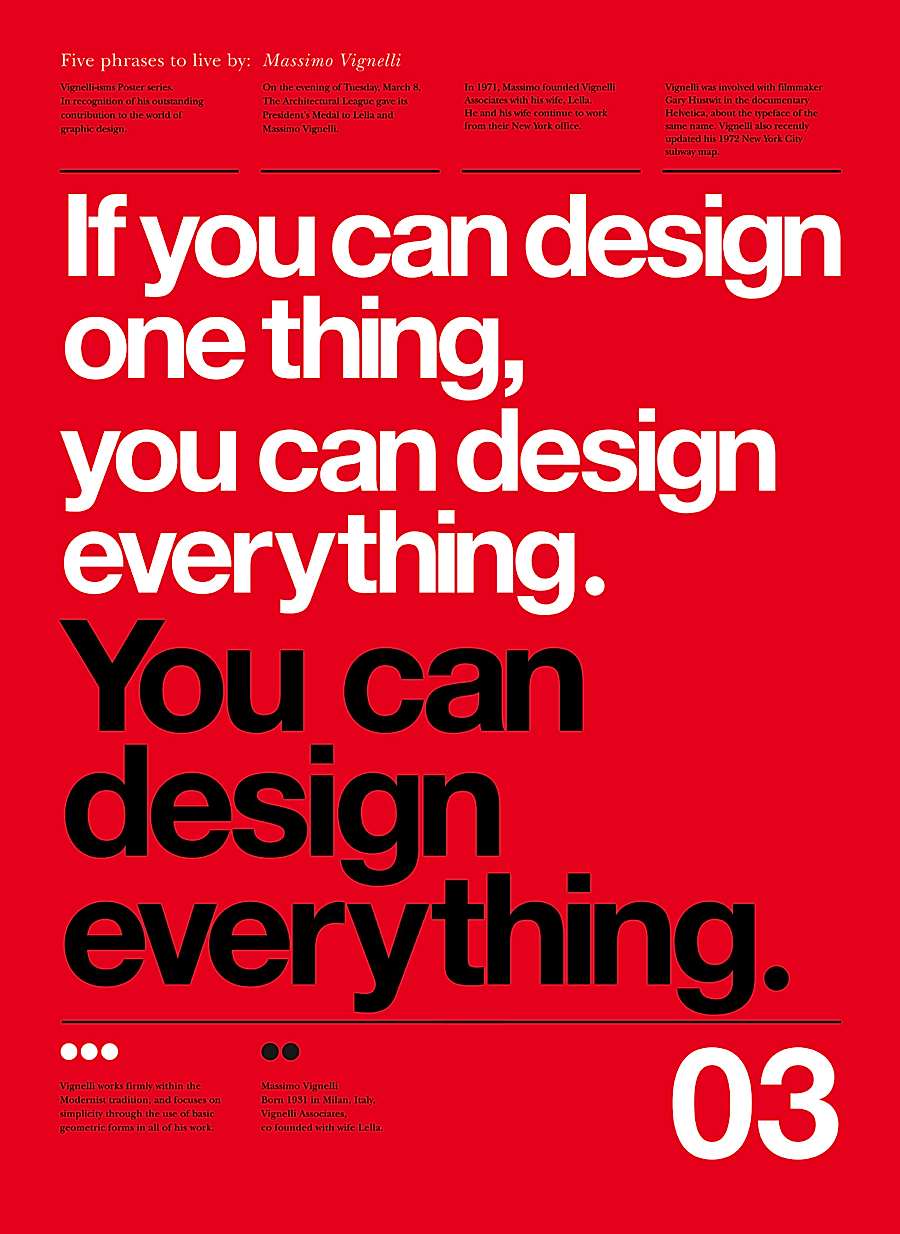 Five phrases to live by: Massimo Vignelli
Vignelli-isms Poster series.
In recognition of his outstanding
contribution to the world of
graphic design.
On the evening of Tuesday, March 8,
The Architectural League gave its
President's Medal to Lella and
Massimo Vignelli.
In 1971, Massimo founded Vignelli
Associates with his wife, Lella.
He and his wife continue to work
from their New York office.
Vignelli was involved with filmmaker
Gary Hustwit in the documentary
Helvetica, about the typeface of the
same name. Vignelli also recently
updated his 1972 New York City
subway map.
If you can design
one thing,
you can design
everything.
You can
design
everything.
Vignelli works firmly within the
Modernist tradition, and focuses on
simplicity through the use of basic
geometric forms in all of his work.
Massimo Vignelli
Born 1931 in Milan, Italy.
Vignelli Associates,
co founded with wife Lella.
03